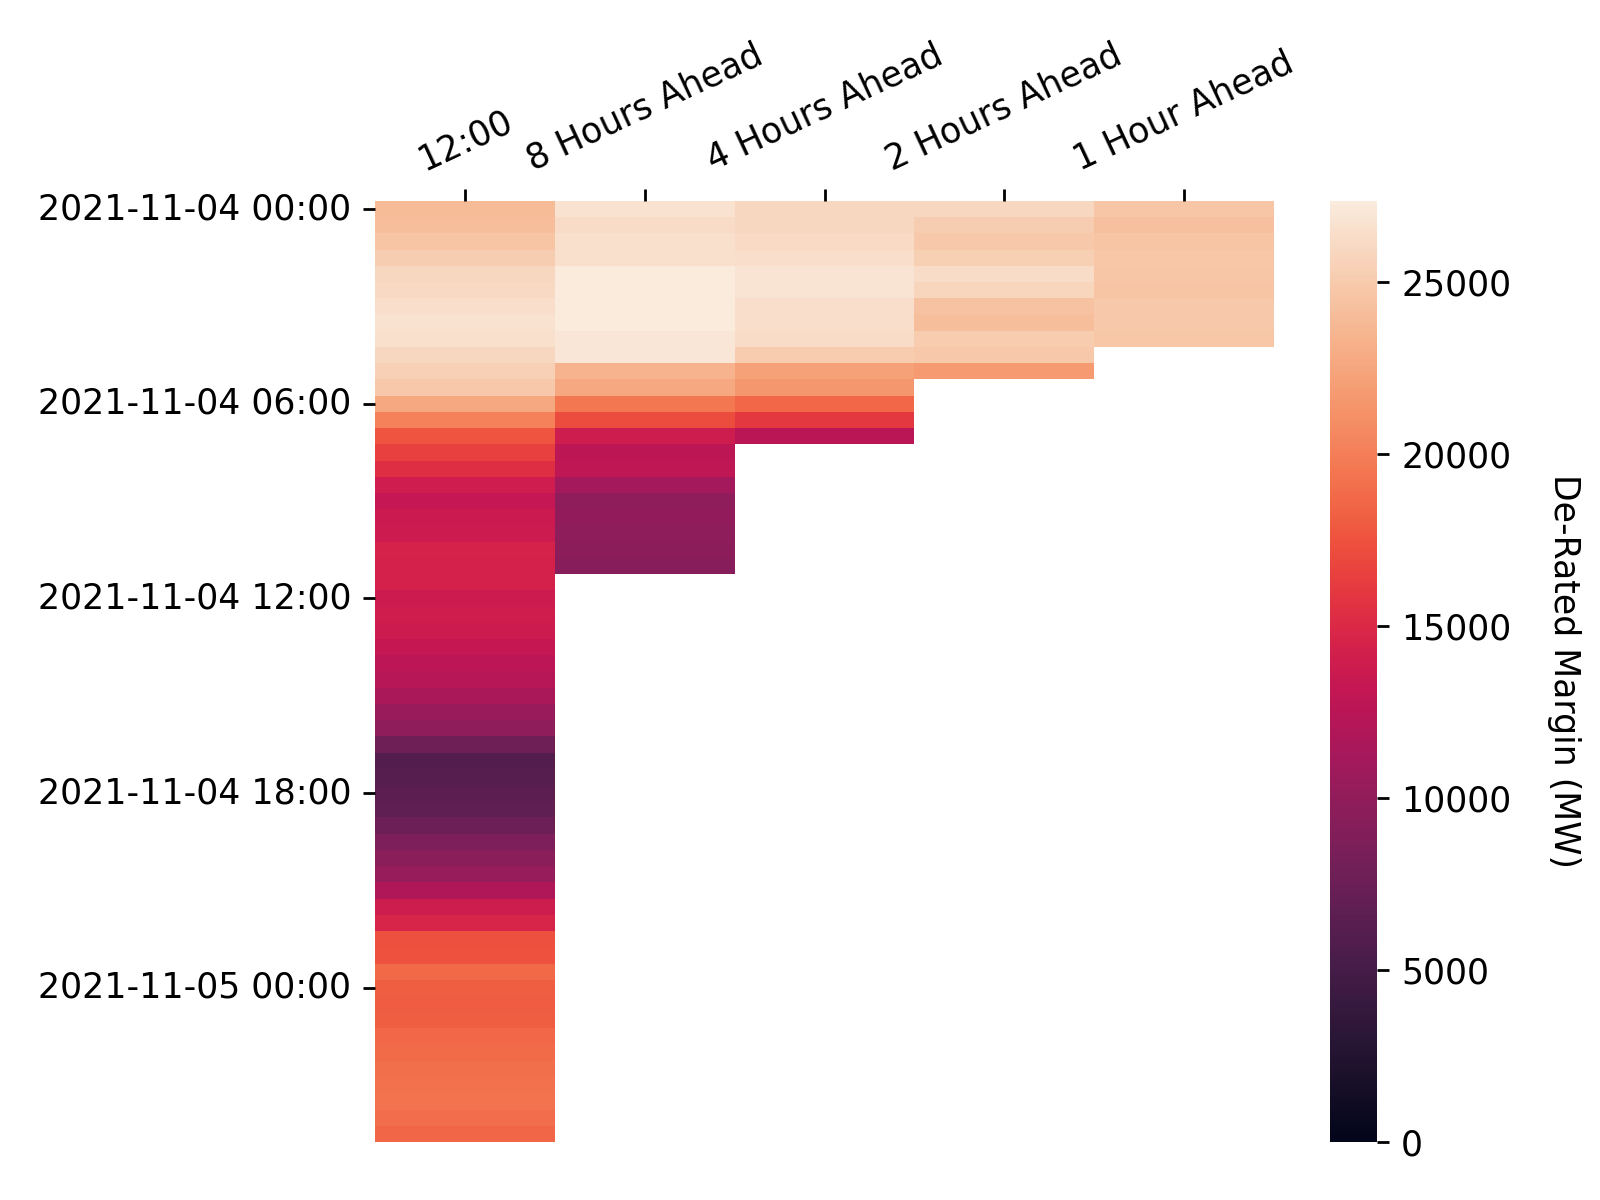 12:00
8 Hours Ahead
4 Hours Ahead
2 Hours Ahead
1 Hour Ahead
2021-11-04 00:00
2021-11-04 06:00
2021-11-04 12:00
2021-11-04 18:00
2021-11-05 00:00
25000
20000
15000
10000
5000
0
De-Rated Margin (MW)